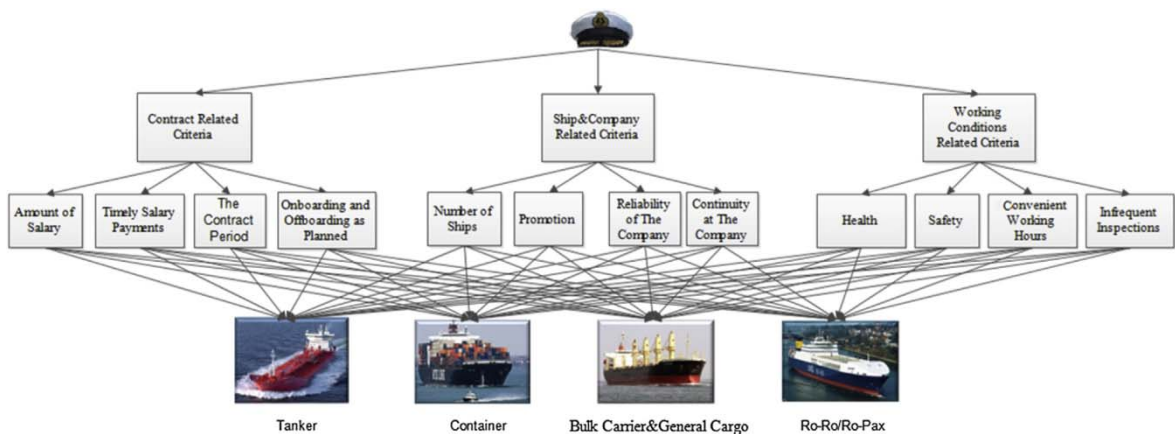 Contract Related
Criteria
Ship&Company
Related Criteria
Working
Conditions
Related Criteria
Amount of
Salary
Timely Salary
Payments
The
Contract
Period
Onboarding and
Offboarding as
Planned
Number of
Ships
Promotion
Reliability
of The
Company
Continuity
at The
Company
Health
Safety
Convenient
Working
Hours
Infrequent
Inspections
Tanker
Container
Bulk Carrier&General Cargo
Ro-Ro/Ro-Pax